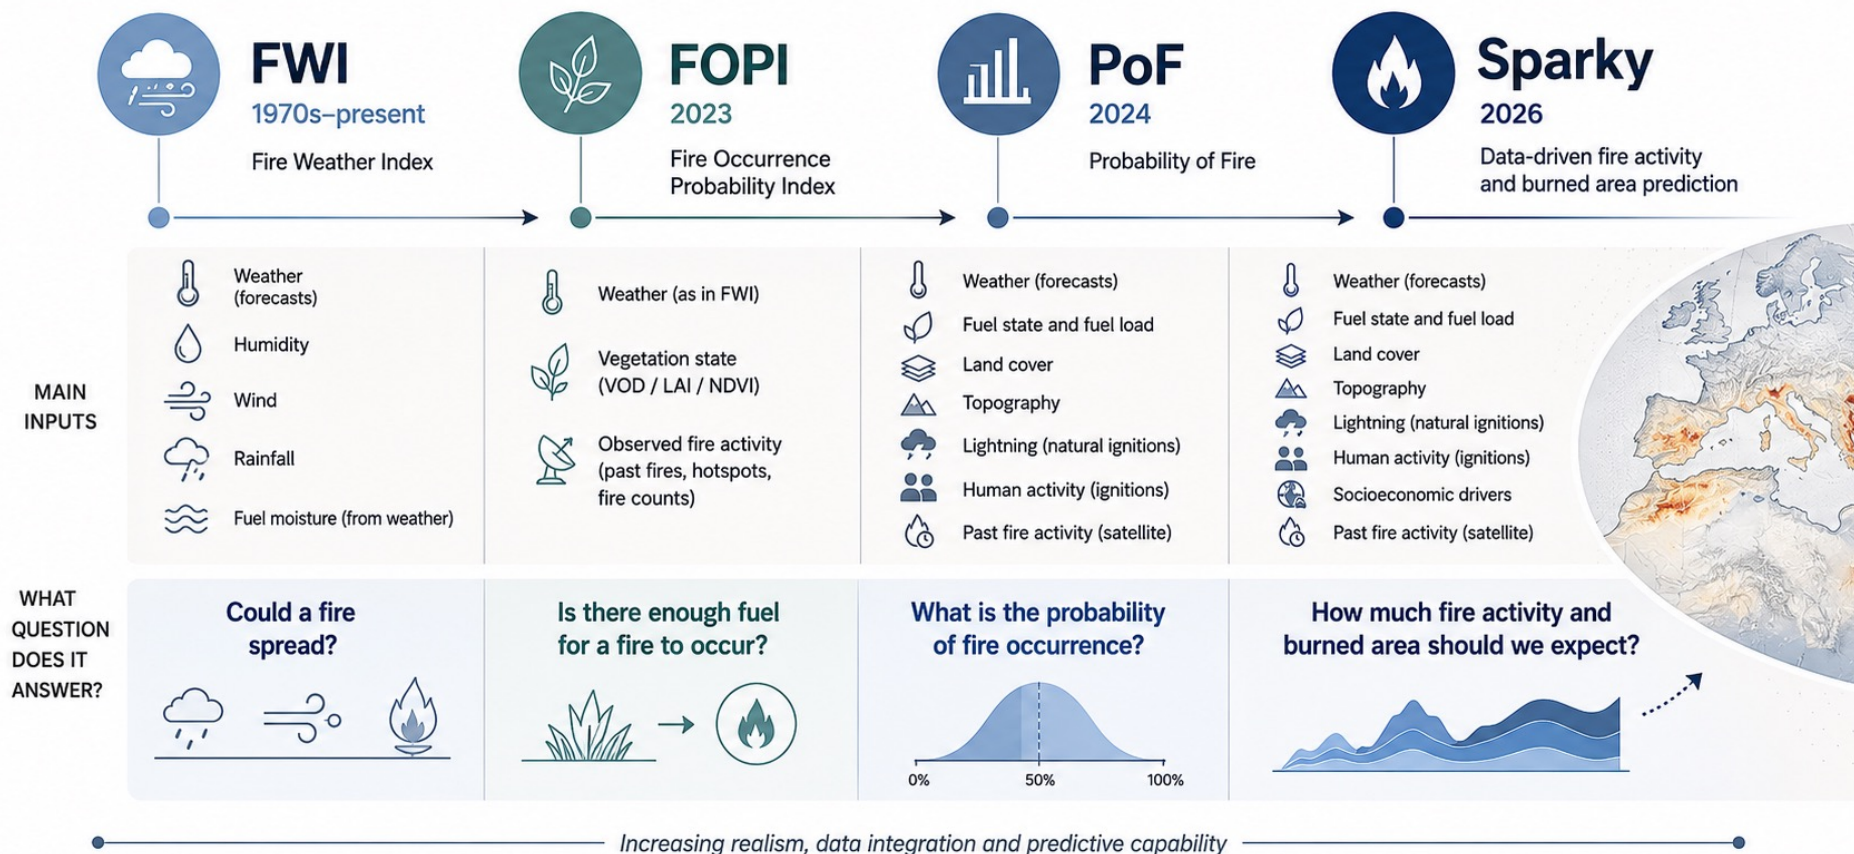 FWI
1970s–present
Fire Weather Index
FOPI
2023
Fire Occurrence
Probability Index
PoF
2024
Probability of Fire
Sparky
2026
Data-driven fire activity
and burned area prediction
MAIN
INPUTS
Weather
(forecasts)
Humidity
Wind
Rainfall
Fuel moisture (from weather)
Weather (as in FWI)
Vegetation state
(VOD / LAI / NDVI)
Observed fire activity
(past fires, hotspots,
fire counts)
Weather (forecasts)
Fuel state and fuel load
Land cover
Topography
Lightning (natural ignitions)
Human activity (ignitions)
Past fire activity (satellite)
Weather (forecasts)
Fuel state and fuel load
Land cover
Topography
Lightning (natural ignitions)
Human activity (ignitions)
Socioeconomic drivers
Past fire activity (satellite)
WHAT
QUESTION
DOES IT
ANSWER?
Could a fire
spread?
Is there enough fuel
for a fire to occur?
What is the probability
of fire occurrence?
0%
50%
100%
How much fire activity and
burned area should we expect?
Increasing realism, data integration and predictive capability